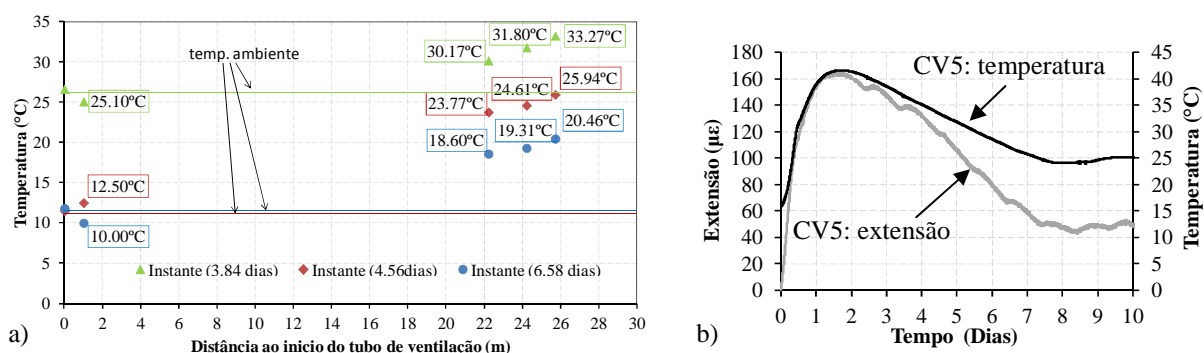 35
30
25
20
15
10
5
0
Temperatura (°C)
temp. ambiente
25.10ºC
12.50ºC
10.00ºC
30.17ºC
31.80ºC
33.27ºC
23.77ºC
24.61ºC
25.94ºC
18.60ºC
19.31ºC
20.46ºC
Instante (3.84 dias)
Instante (4.56dias)
Instante (6.58 dias)
0 2 4 6 8 10 12 14 16 18 20 22 24 26 28 30
Distância ao inicio do tubo de ventilação (m)
a)
180
160
140
120
100
80
60
40
20
0
Extensão (µε)
CV5: temperatura
CV5: extensão
45
40
35
30
25
20
15
10
5
0
Temperatura (°C)
0 1 2 3 4 5 6 7 8 9 10
Tempo (Dias)
b)